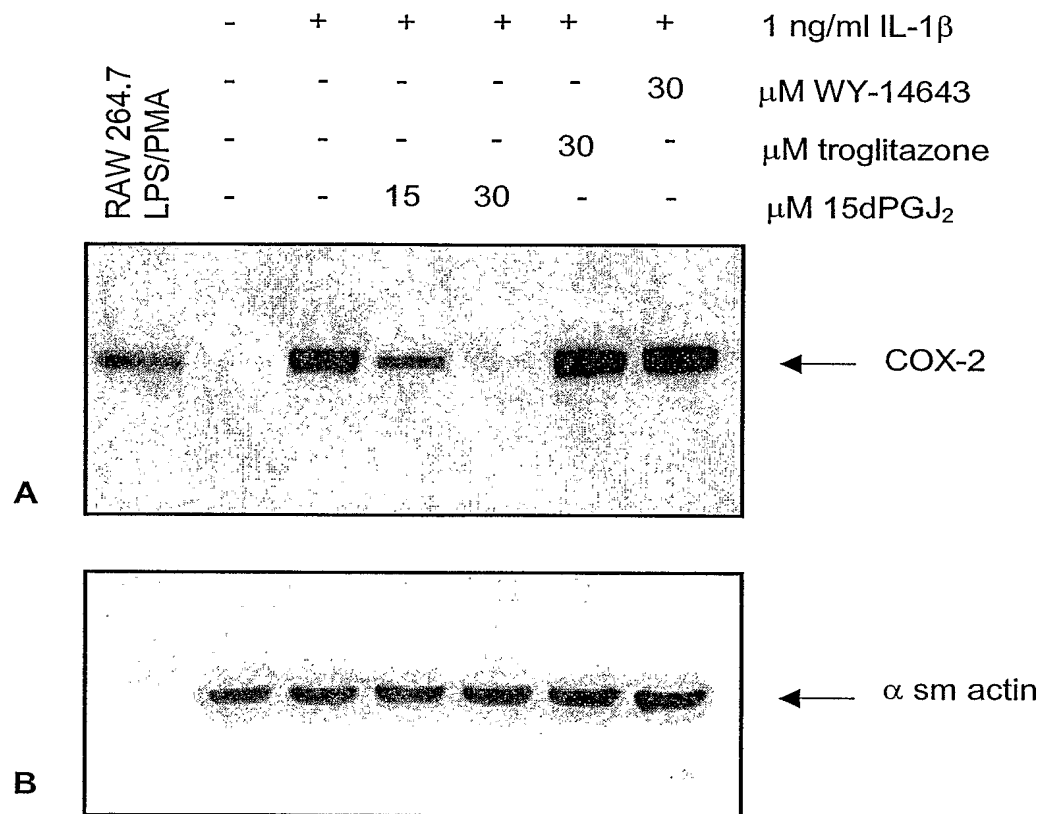 - + + + + + 1 ng/ml IL-1β
RAW 264.7
LPS/PMA
- - - - - 30 μM WY-14643
- - - - 30 - μM troglitazone
- - 15 30 - - μM 15dPGJ₂
COX-2
A
α sm actin
B